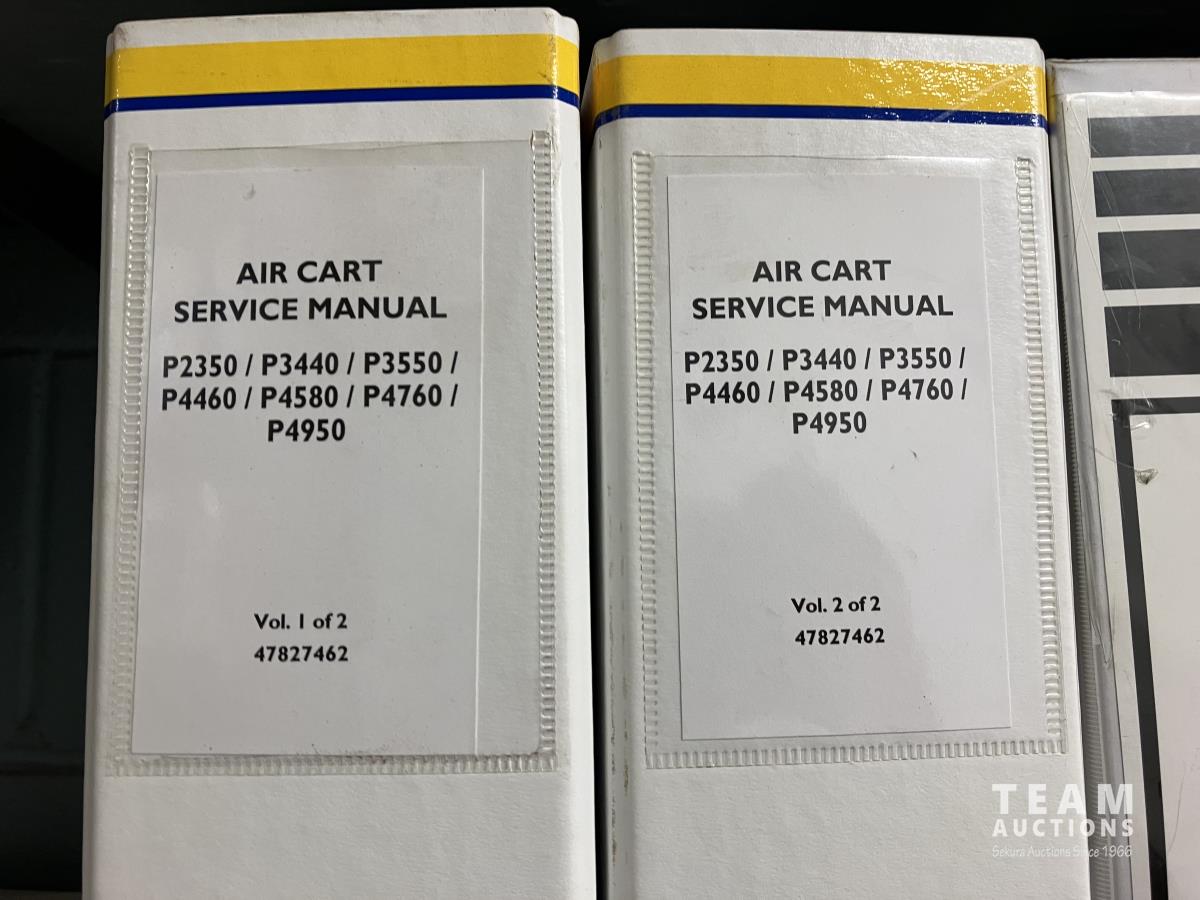 AIR CART
SERVICE MANUAL
P2350 / P3440 / P3550 /
P4460 / P4580 / P4760 /
P4950
Vol. 1 of 2
47827462
AIR CART
SERVICE MANUAL
P2350 / P3440 / P3550 /
P4460 / P4580 / P4760 /
P4950
Vol. 2 of 2
47827462
TEAM
AUCTIONS
Sekura Auctions Since 1966